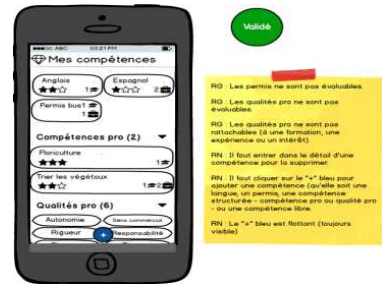 ABC 03:21 PM
Mes compétences
Anglais
1
Espagnol
2
Permis bus 1
1
Compétences pro (2)
Floriculture
1
Trier les végétaux
1 2
Qualités pro (6)
Autonomie
Sens commercial
Rigueur
Responsabilité
+
Validé
RG : Les permis ne sont pas évaluables.
RG : Les qualités pro ne sont pas
évaluables.
RG : Les qualités pro ne sont pas
rattachables (à une formation, une
expérience ou un intérêt).
RN : Il faut entrer dans le détail d'une
compétence pour la supprimer.
RN : Il faut cliquer sur le "+" bleu pour
ajouter une compétence (qu'elle soit une
langue, un permis, une compétence
structurée - compétence pro ou qualité pro
- ou une compétence libre.
RN : Le "+" bleu est flottant (toujours
visible)